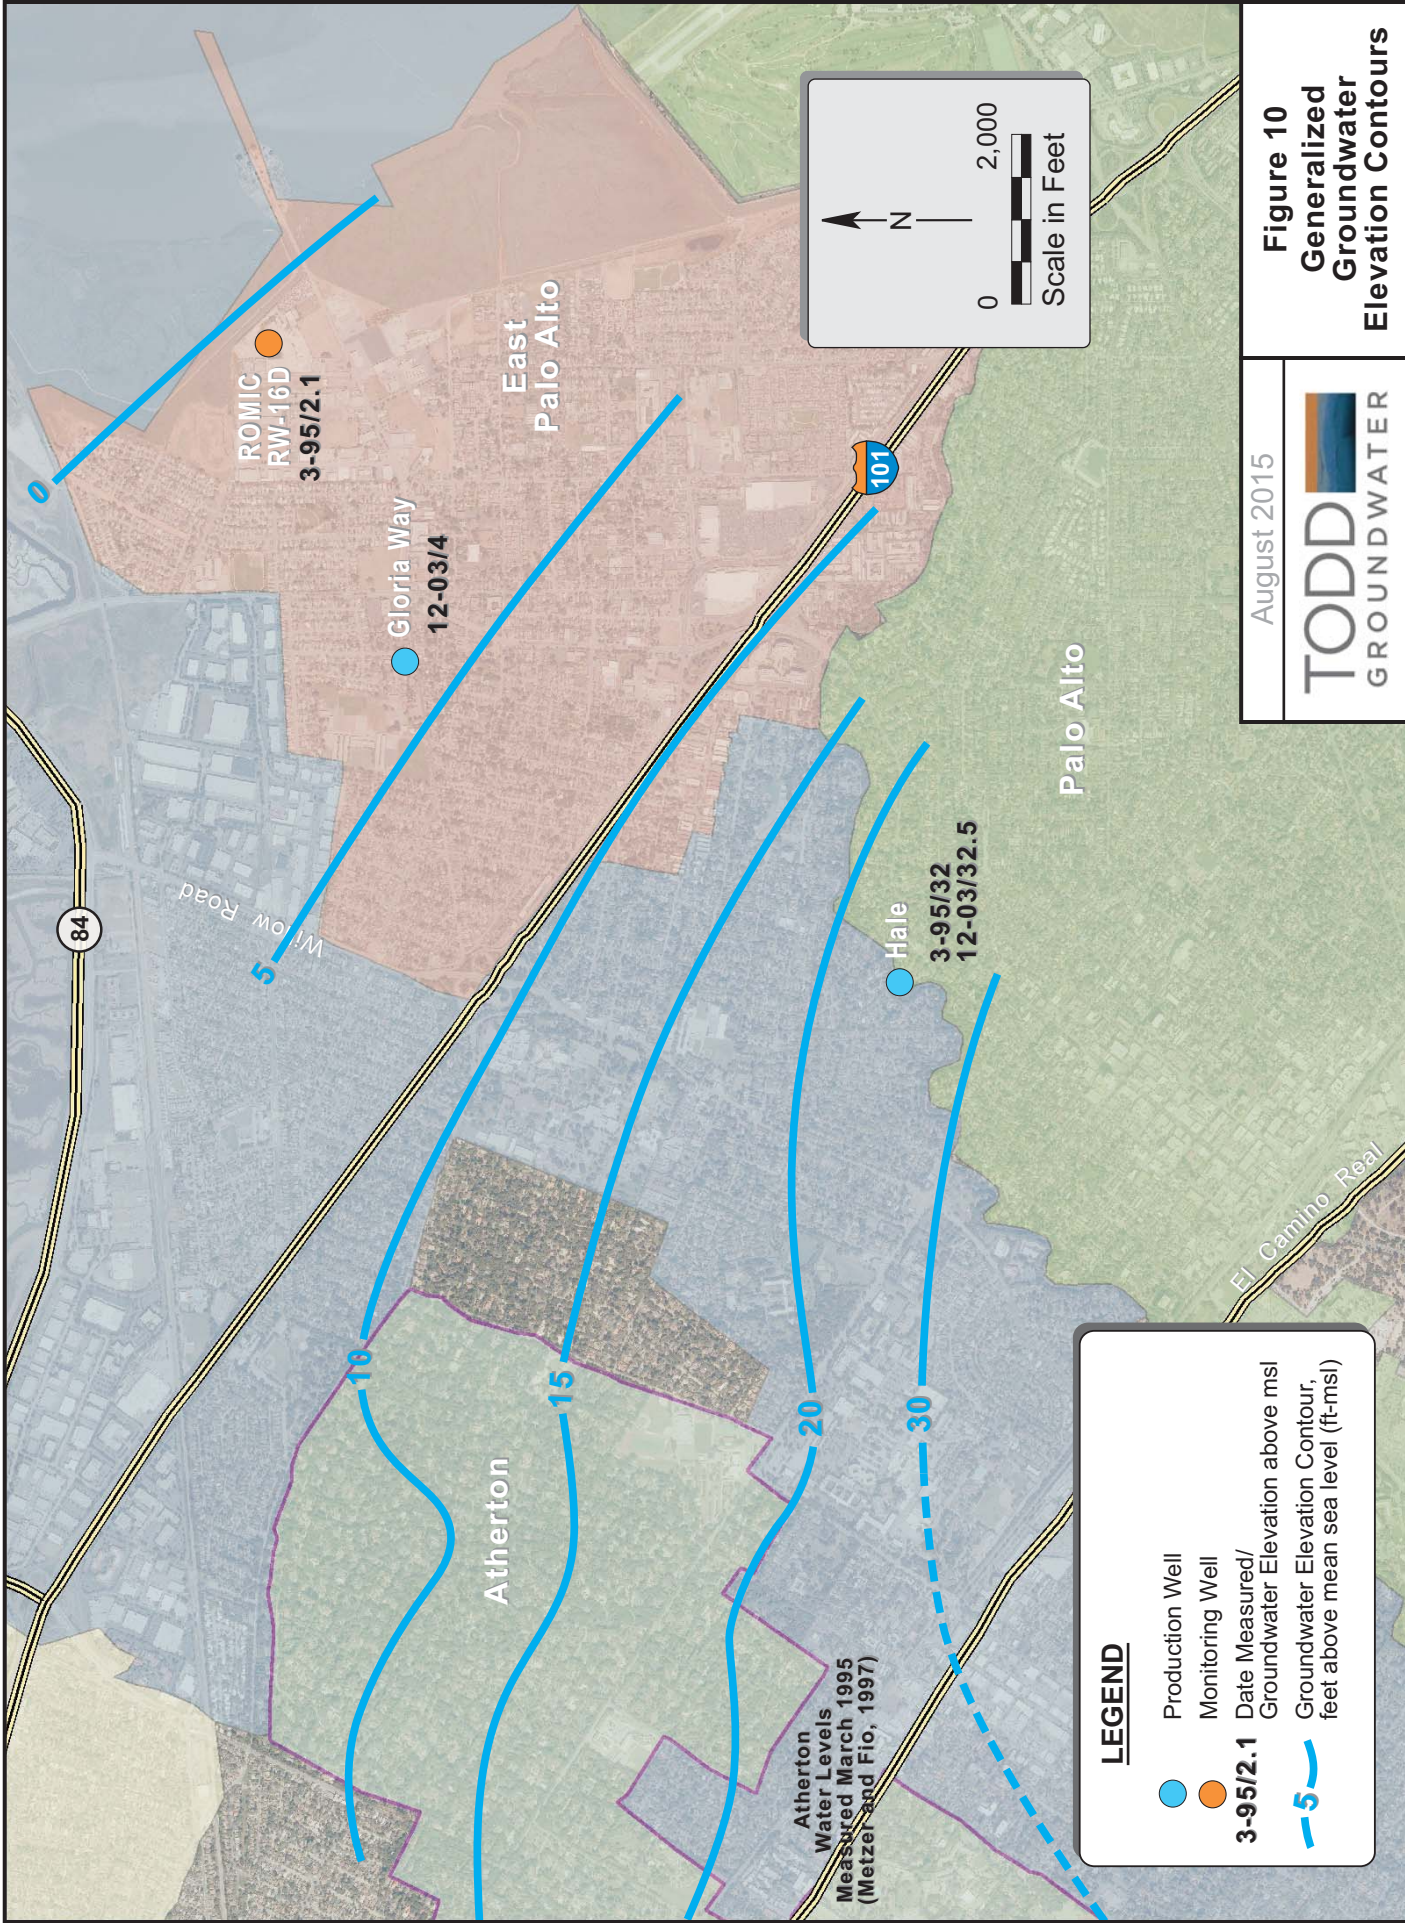 84
Willow Road
0
5
10
15
20
30
ROMIC
RW-16D
3-95/2.1
Gloria Way
12-03/4
East
Palo Alto
101
Atherton
Hale
3-95/32
12-03/32.5
Palo Alto
El Camino Real
Atherton
Water Levels
Measured March 1995
(Metzer and Fio, 1997)
N
0 2,000
Scale in Feet
LEGEND
Production Well
Monitoring Well
3-95/2.1 Date Measured/
Groundwater Elevation above msl
5 Groundwater Elevation Contour,
feet above mean sea level (ft-msl)
August 2015
TODD
GROUNDWATER
Figure 10
Generalized
Groundwater
Elevation Contours